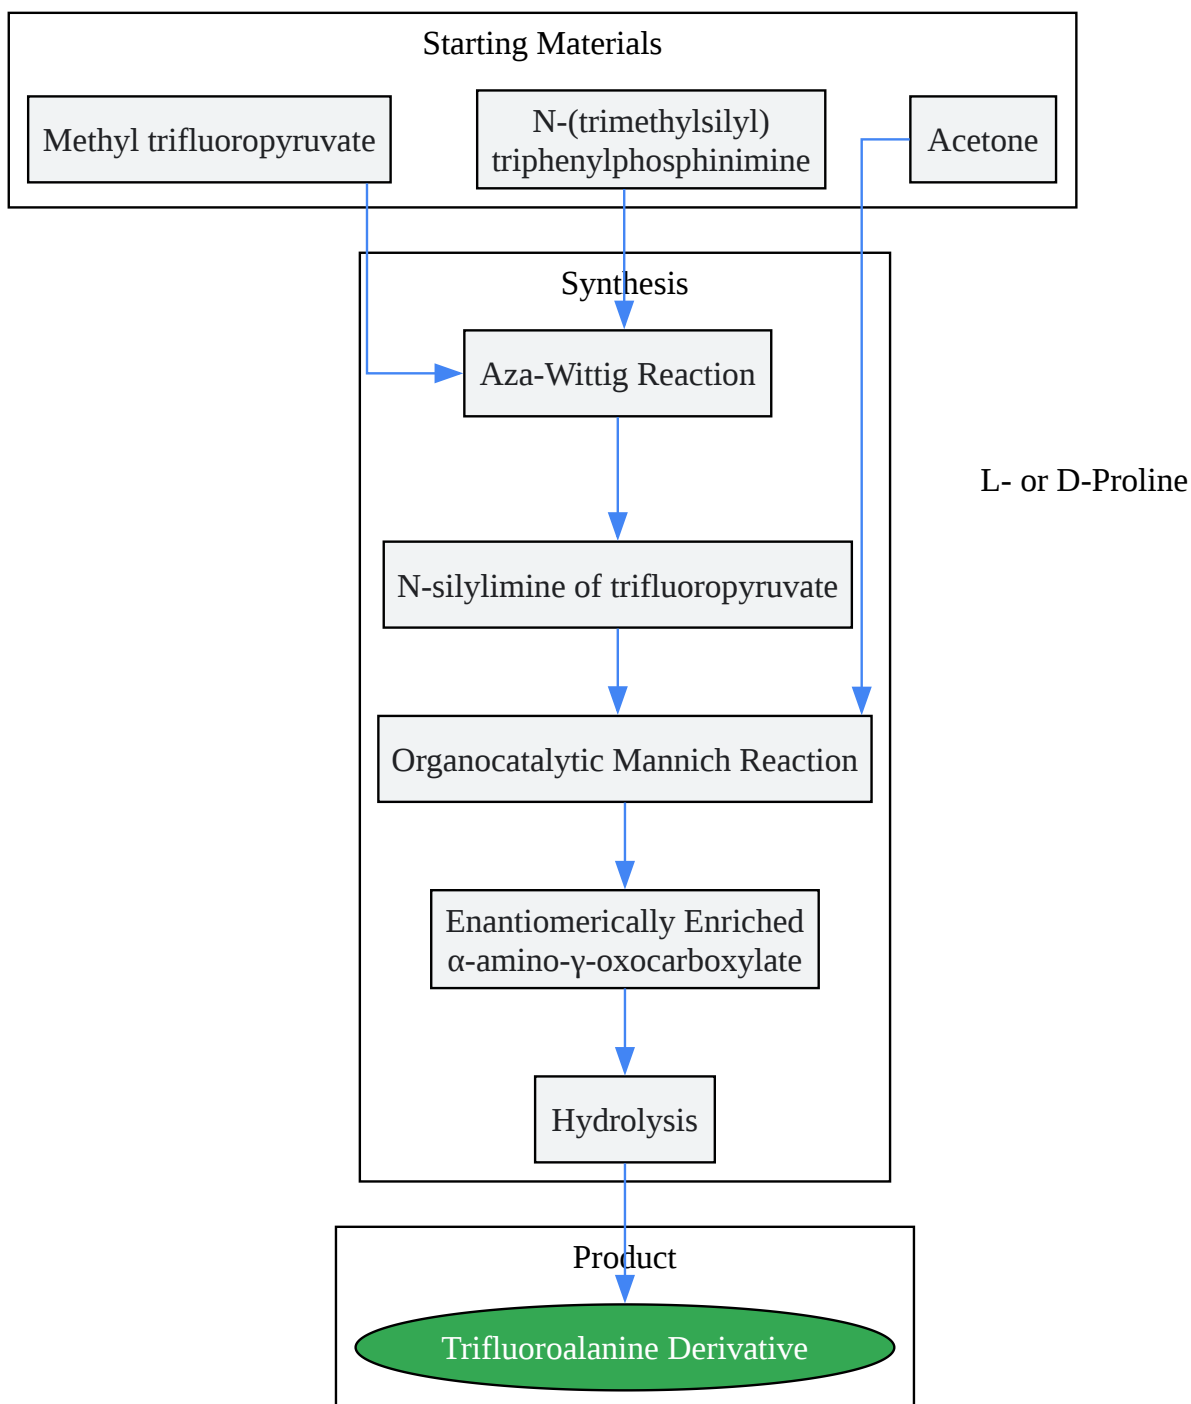 Starting Materials
Methyl trifluoropyruvate
N-(trimethylsilyl)
triphenylphosphinimine
Acetone
Synthesis
Aza-Wittig Reaction
L- or D-Proline
N-silylimine of trifluoropyruvate
Organocatalytic Mannich Reaction
Enantiomerically Enriched
α-amino-γ-oxocarboxylate
Hydrolysis
Product
Trifluoroalanine Derivative